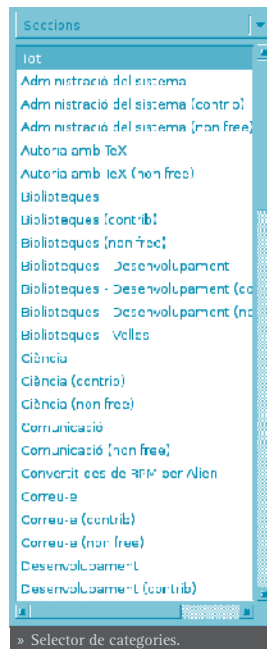 Seccions
Tot
Administració del sistema
Administració del sistema (contrib)
Administració del sistema (non free)
Autoria amb TeX
Autoria amb TeX (non free)
Biblioteques
Biblioteques (contrib)
Biblioteques (non free)
Biblioteques - Desenvolupament
Biblioteques - Desenvolupament (co
Biblioteques - Desenvolupament (no
Biblioteques - Velles
Ciència
Ciència (contrib)
Ciència (non free)
Comunicació
Comunicació (non free)
Convertit des de RPM per Alien
Correu-e
Correu-e (contrib)
Correu-e (non free)
Desenvolupament
Desenvolupament (contrib)
» Selector de categories.